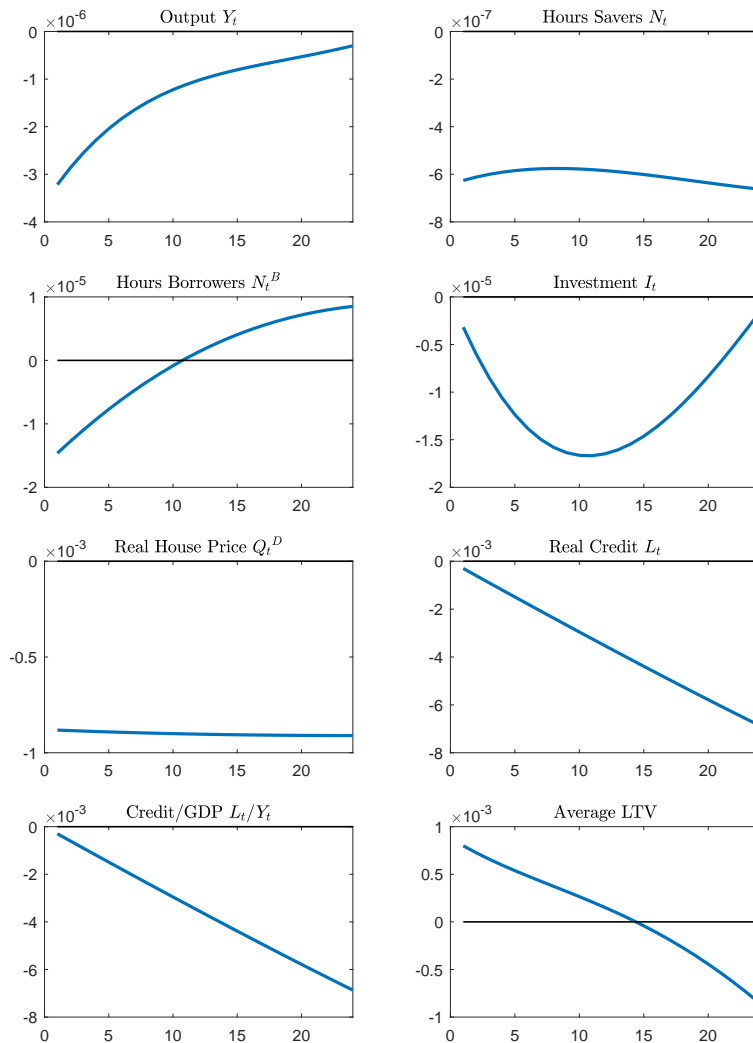 Output Y_t
×10^-6
0
-1
-2
-3
-4
0 5 10 15 20
Hours Savers N_t
×10^-7
0
-2
-4
-6
-8
0 5 10 15 20
Hours Borrowers N_t^B
×10^-5
1
0
-1
-2
0 5 10 15 20
Investment I_t
×10^-5
0
-0.5
-1
-1.5
-2
0 5 10 15 20
Real House Price Q_t^D
×10^-3
0
-0.5
-1
0 5 10 15 20
Real Credit L_t
×10^-3
0
-2
-4
-6
-8
0 5 10 15 20
Credit/GDP L_t/Y_t
×10^-3
0
-2
-4
-6
-8
0 5 10 15 20
Average LTV
×10^-3
1
0.5
0
-0.5
-1
0 5 10 15 20